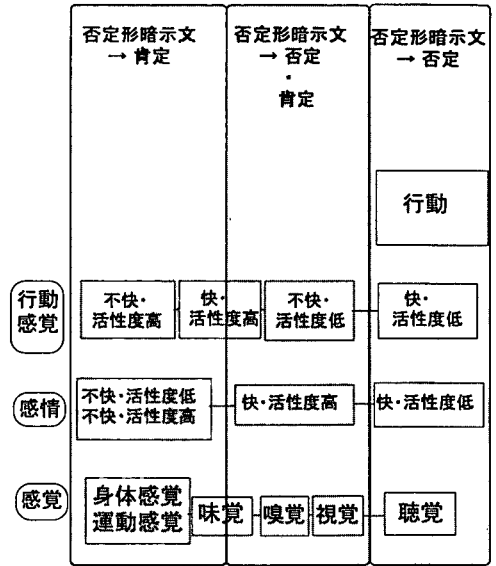 否定形暗示文
→ 肯定
否定形暗示文
→ 否定
・
肯定
否定形暗示文
→ 否定
行動
行動
感覚
不快・
活性度高
快・
活性度高
不快・
活性度低
快・
活性度低
感情
不快・活性度低
不快・活性度高
快・活性度高
快・活性度低
感覚
身体感覚
運動感覚
味覚
嗅覚
視覚
聴覚